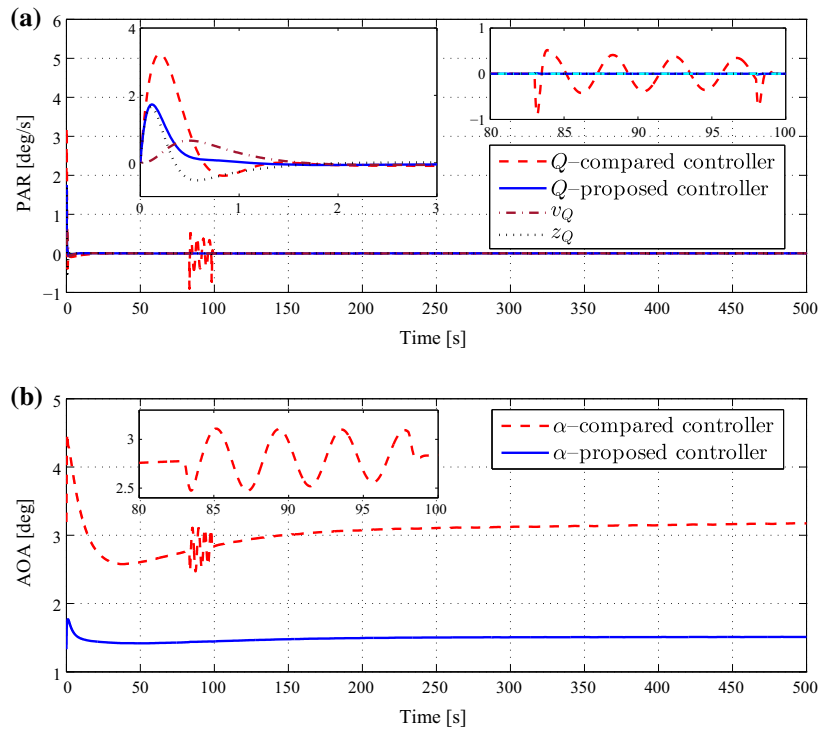 (a)
6
5
4
3
2
1
0
−1
PAR [deg/s]
4
2
0
0 1 2 3
1
0
−1
80 85 90 95 100
Q–compared controller
Q–proposed controller
v_Q
z_Q
0 50 100 150 200 250 300 350 400 450 500
Time [s]
(b)
5
4
3
2
1
AOA [deg]
3
2.5
80 85 90 95 100
α–compared controller
α–proposed controller
0 50 100 150 200 250 300 350 400 450 500
Time [s]